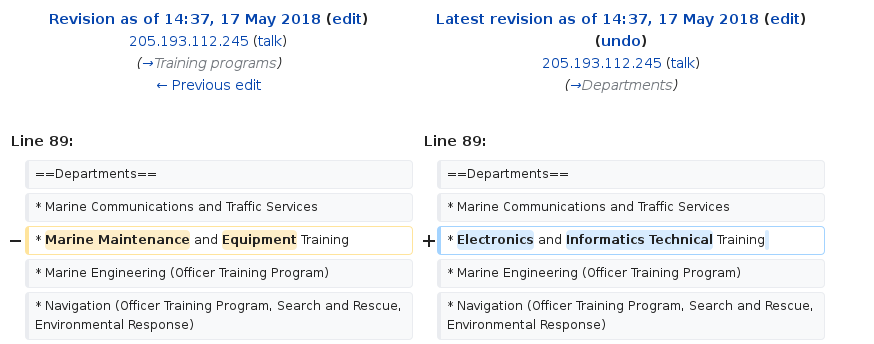 Revision as of 14:37, 17 May 2018 (edit)
205.193.112.245 (talk)
(→Training programs)
← Previous edit
Latest revision as of 14:37, 17 May 2018 (edit)
(undo)
205.193.112.245 (talk)
(→Departments)
Line 89:
Line 89:
==Departments==
==Departments==
* Marine Communications and Traffic Services
* Marine Communications and Traffic Services
− * Marine Maintenance and Equipment Training
+ * Electronics and Informatics Technical Training
* Marine Engineering (Officer Training Program)
* Marine Engineering (Officer Training Program)
* Navigation (Officer Training Program, Search and Rescue,
Environmental Response)
* Navigation (Officer Training Program, Search and Rescue,
Environmental Response)